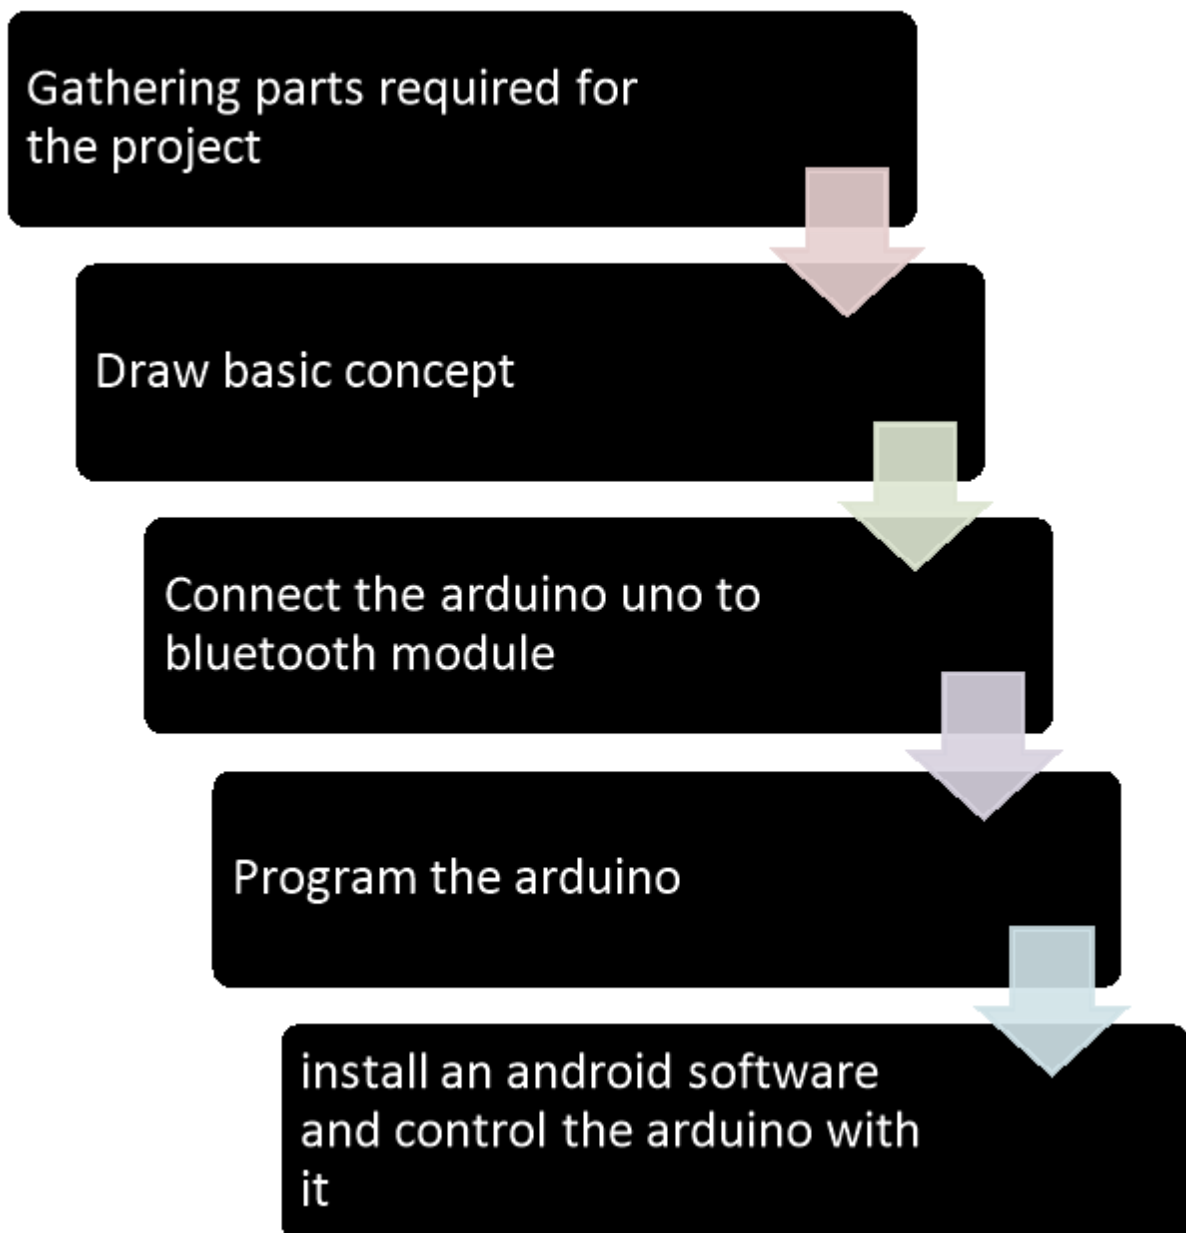 Gathering parts required for
the project
Draw basic concept
Connect the arduino uno to
bluetooth module
Program the arduino
install an android software
and control the arduino with
it